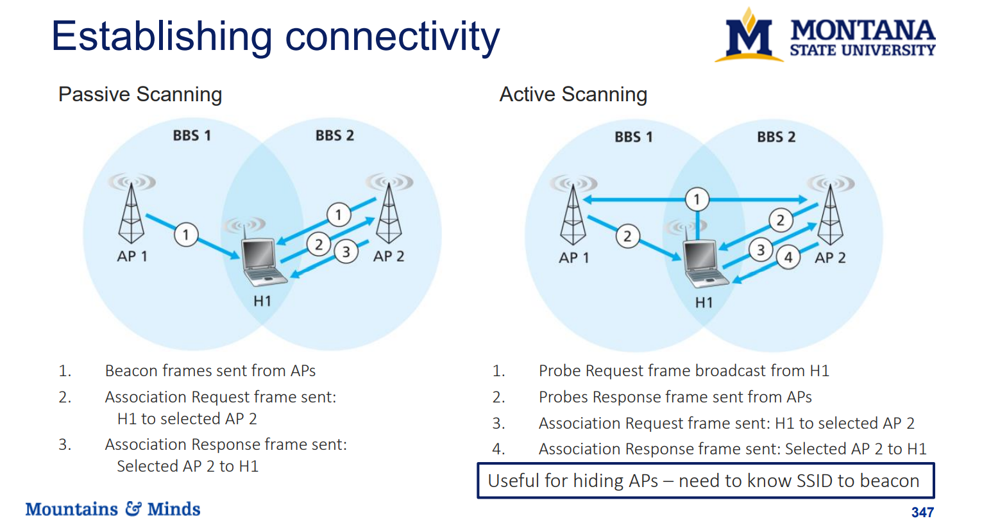 Establishing connectivity
MONTANA
STATE UNIVERSITY
Passive Scanning
BBS 1
BBS 2
1
1
2
3
AP 1
AP 2
H1
1. Beacon frames sent from APs
2. Association Request frame sent:
H1 to selected AP 2
3. Association Response frame sent:
Selected AP 2 to H1
Active Scanning
BBS 1
BBS 2
1
2
2
3
4
AP 1
AP 2
H1
1. Probe Request frame broadcast from H1
2. Probes Response frame sent from APs
3. Association Request frame sent: H1 to selected AP 2
4. Association Response frame sent: Selected AP 2 to H1
Useful for hiding APs – need to know SSID to beacon
Mountains & Minds
347